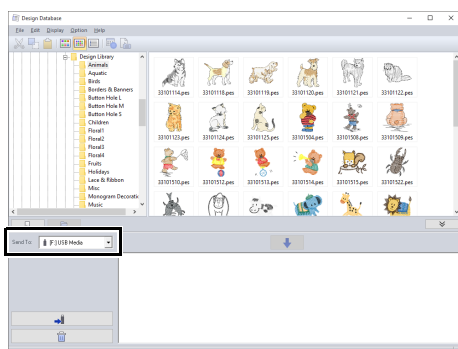 Design Database
File Edit Display Option Help
Design Library
Animals
Aquatic
Birds
Borders & Banners
Button Hole L
Button Hole M
Button Hole S
Children
Floral1
Floral2
Floral3
Floral4
Fruits
Holidays
Lace & Ribbon
Misc
Monogram Decorati
Music
33101114.pes 33101118.pes 33101119.pes 33101120.pes 33101121.pes 33101122.pes
33101123.pes 33101124.pes 33101125.pes 33101504.pes 33101508.pes 33101509.pes
33101510.pes 33101512.pes 33101513.pes 33101514.pes 33101515.pes 33101522.pes
Send To: [F:] USB Media